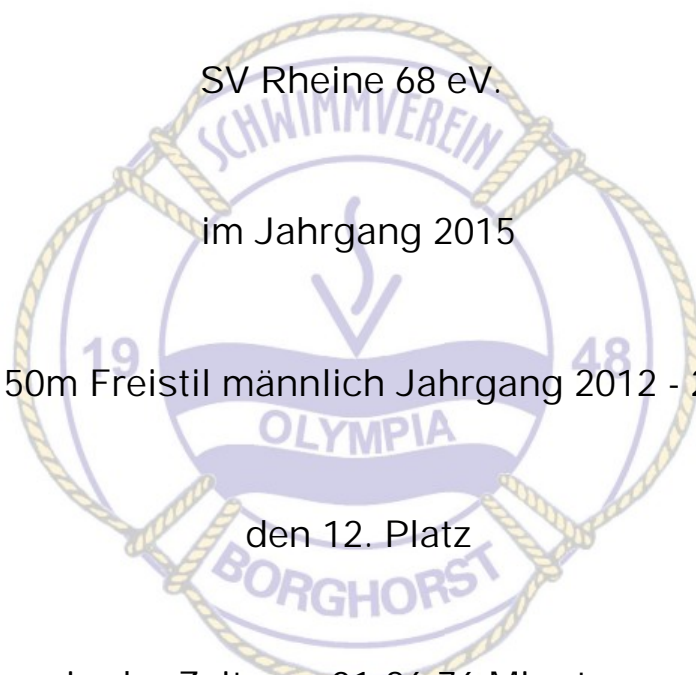 SV Rheine 68 eV.
SCHWIMMVEREIN
im Jahrgang 2015
19 48
50m Freistil männlich Jahrgang 2012 -
OLYMPIA
den 12. Platz
BORGHORST